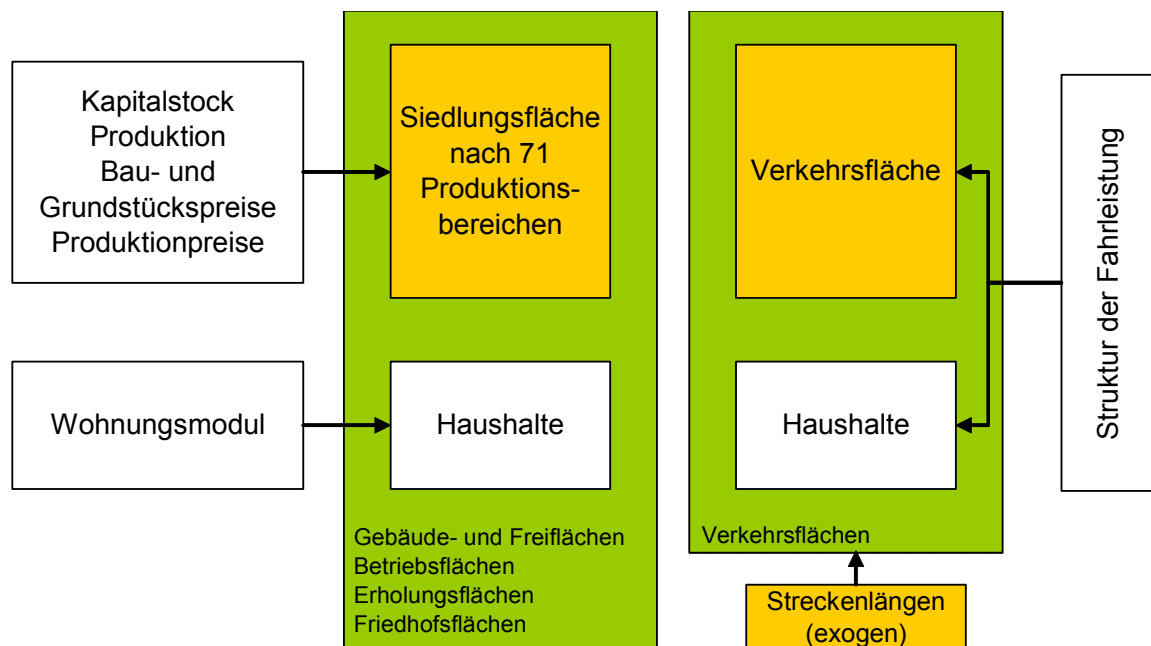 Kapitalstock
Produktion
Bau- und
Grundstückspreise
Produktionpreise
Siedlungsfläche
nach 71
Produktions-
bereichen
Verkehrsfläche
Struktur der Fahrleistung
Wohnungsmodul
Haushalte
Haushalte
Gebäude- und Freiflächen
Betriebsflächen
Erholungsflächen
Friedhofsflächen
Verkehrsflächen
Streckenlängen
(exogen)